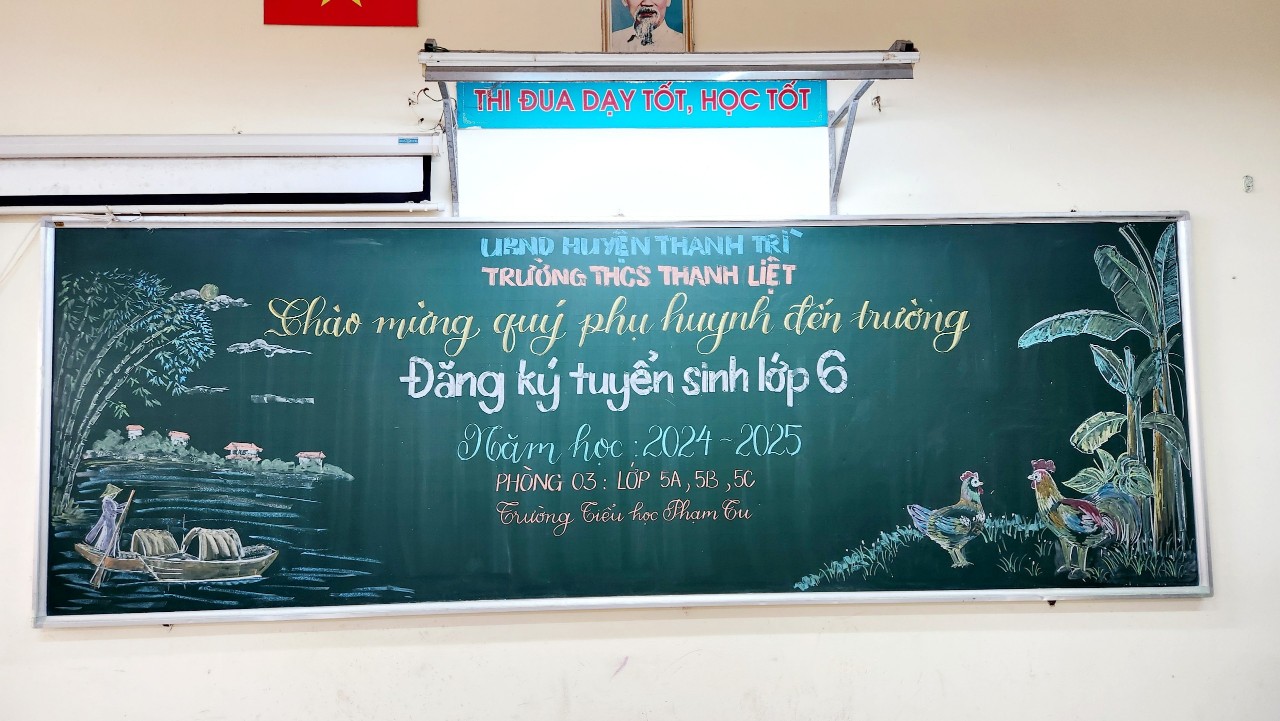 THI ĐUA DẠY TỐT, HỌC TỐT
UBND HUYỆN THANH TRÌ
TRƯỜNG THCS THANH LIỆT
Chào mừng quý phụ huynh đến trường
Đăng ký tuyển sinh lớp 6
Năm học : 2024 - 2025
PHÒNG 03 : LỚP 5A, 5B, 5C
Trường Tiểu học Phạm Tu